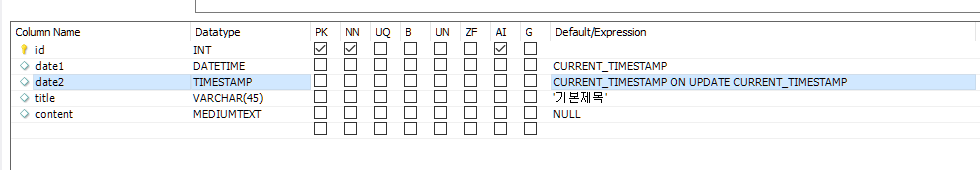 Column Name Datatype PK NN UQ B UN ZF AI G Default/Expression
id INT
date1 DATETIME CURRENT_TIMESTAMP
date2 TIMESTAMP CURRENT_TIMESTAMP ON UPDATE CURRENT_TIMESTAMP
title VARCHAR(45) '기본제목'
content MEDIUMTEXT NULL